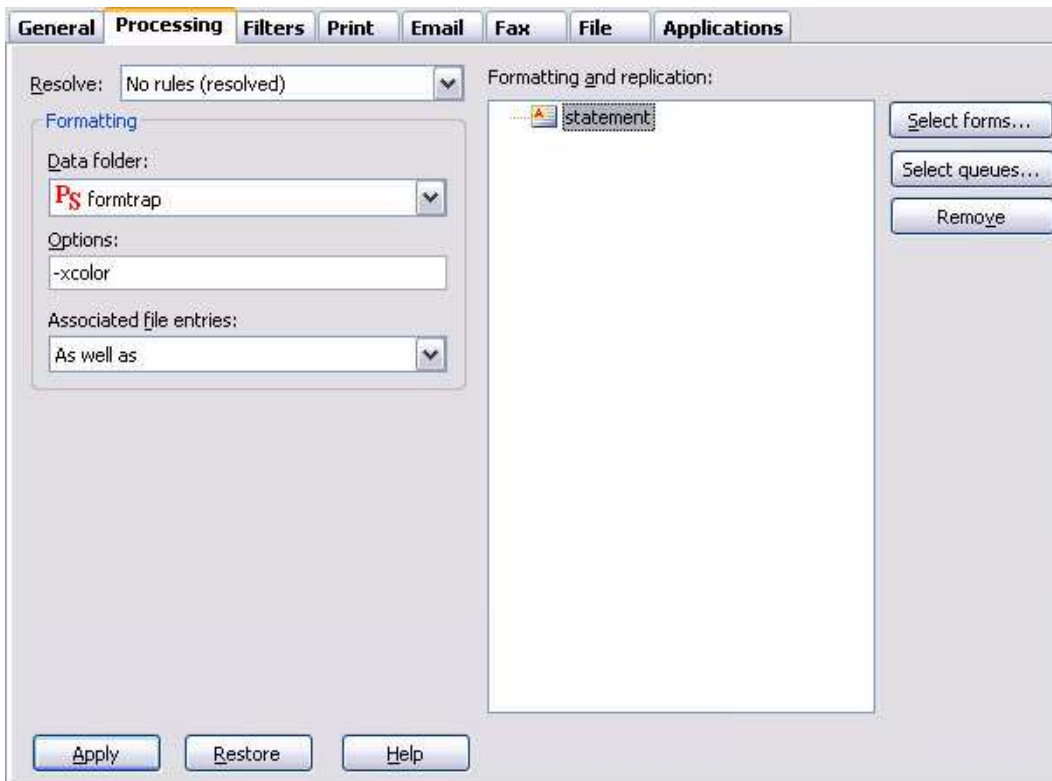 General Processing Filters Print Email Fax File Applications
Resolve: No rules (resolved)
Formatting and replication:
Formatting
statement
Select forms...
Data folder:
PS formtrap
Select queues...
Remove
Options:
-xcolor
Associated file entries:
As well as
Apply Restore Help